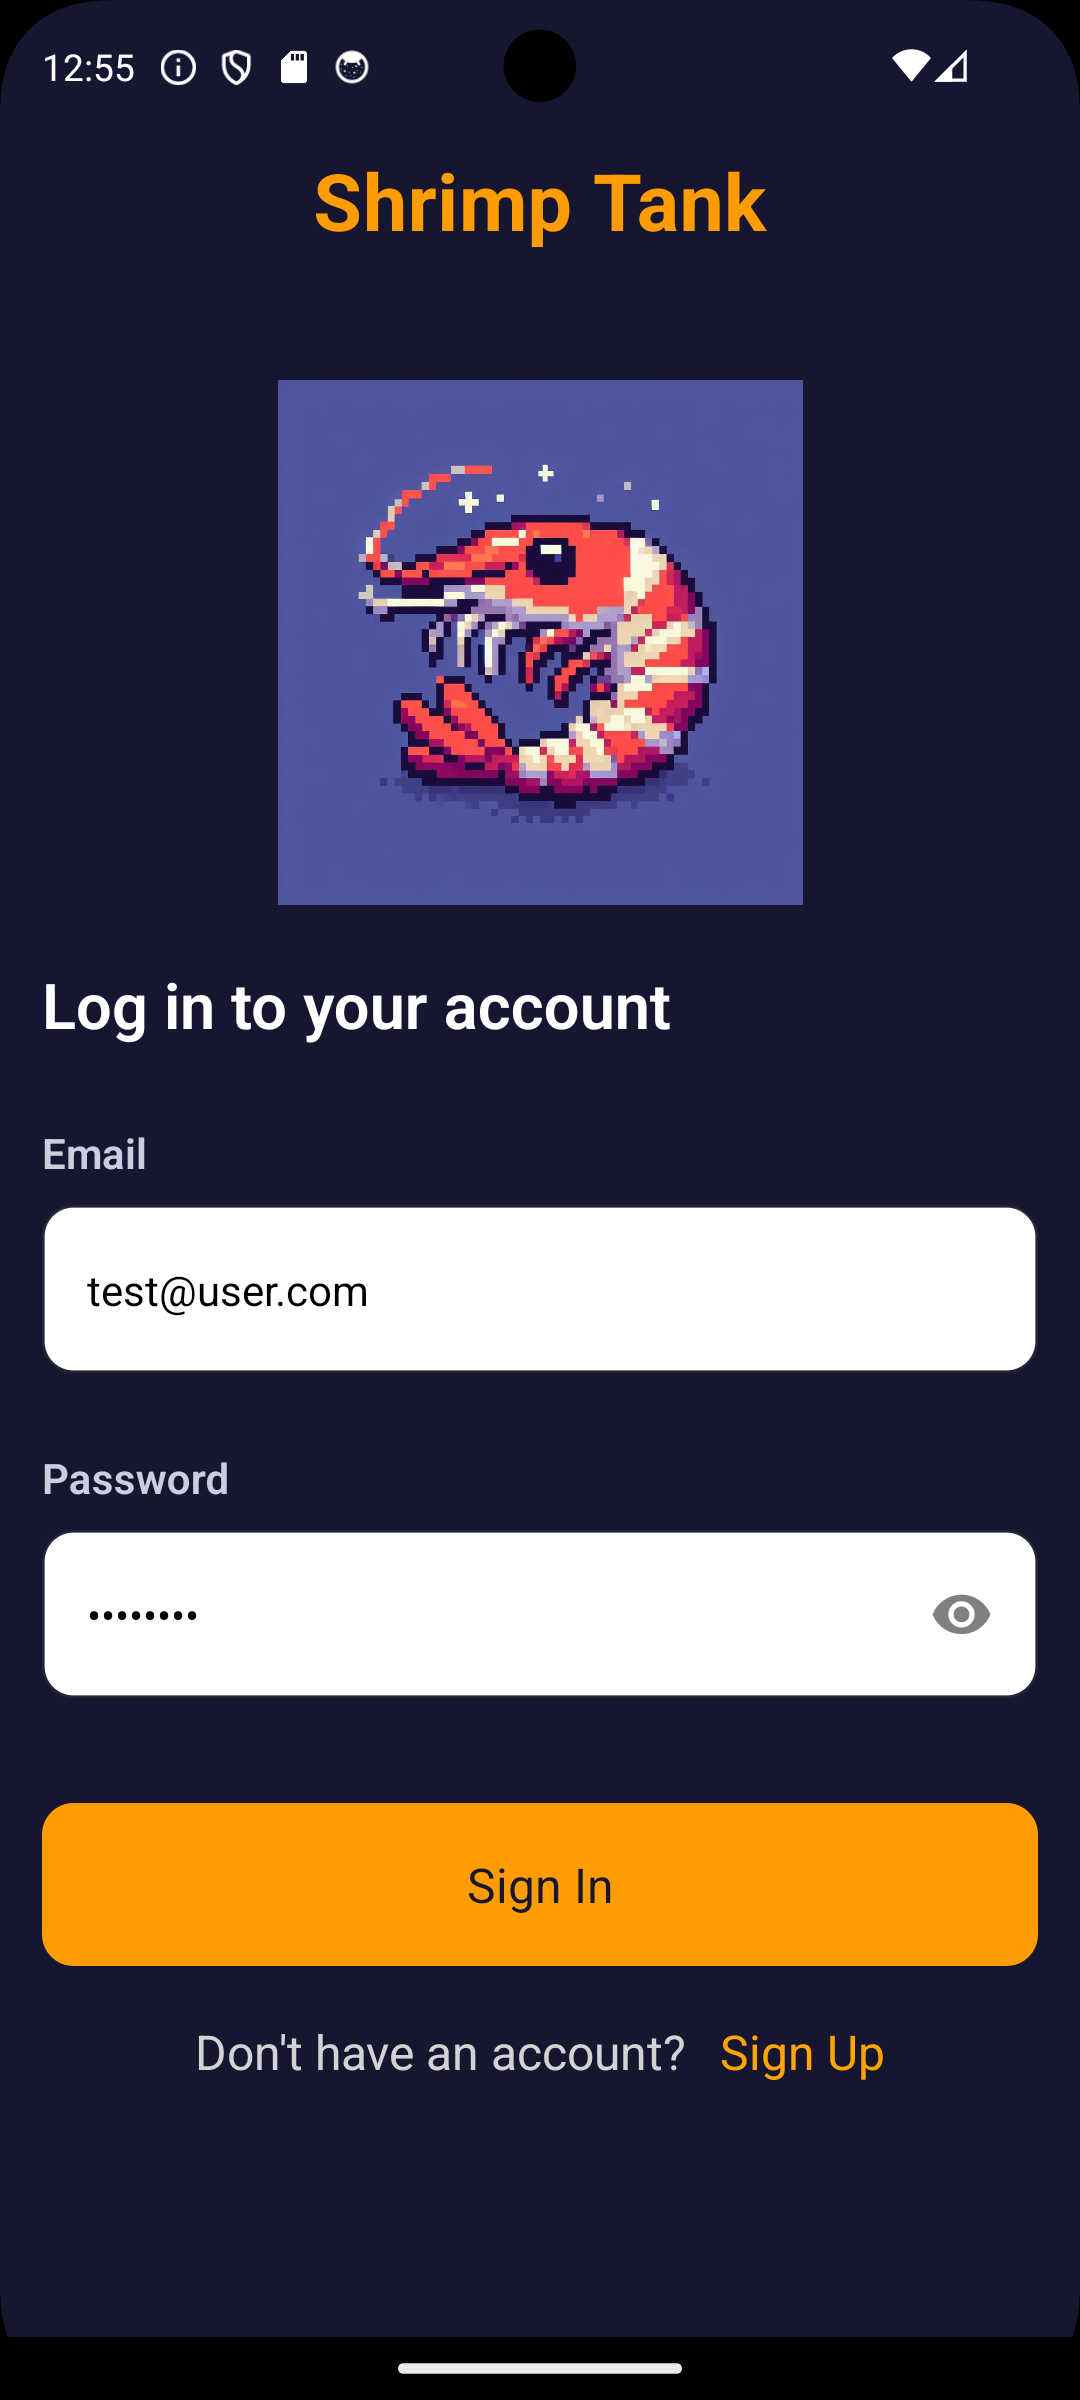 12:55
Shrimp Tank
Log in to your account
Email
test@user.com
Password
••••••••
Sign In
Don't have an account? Sign Up